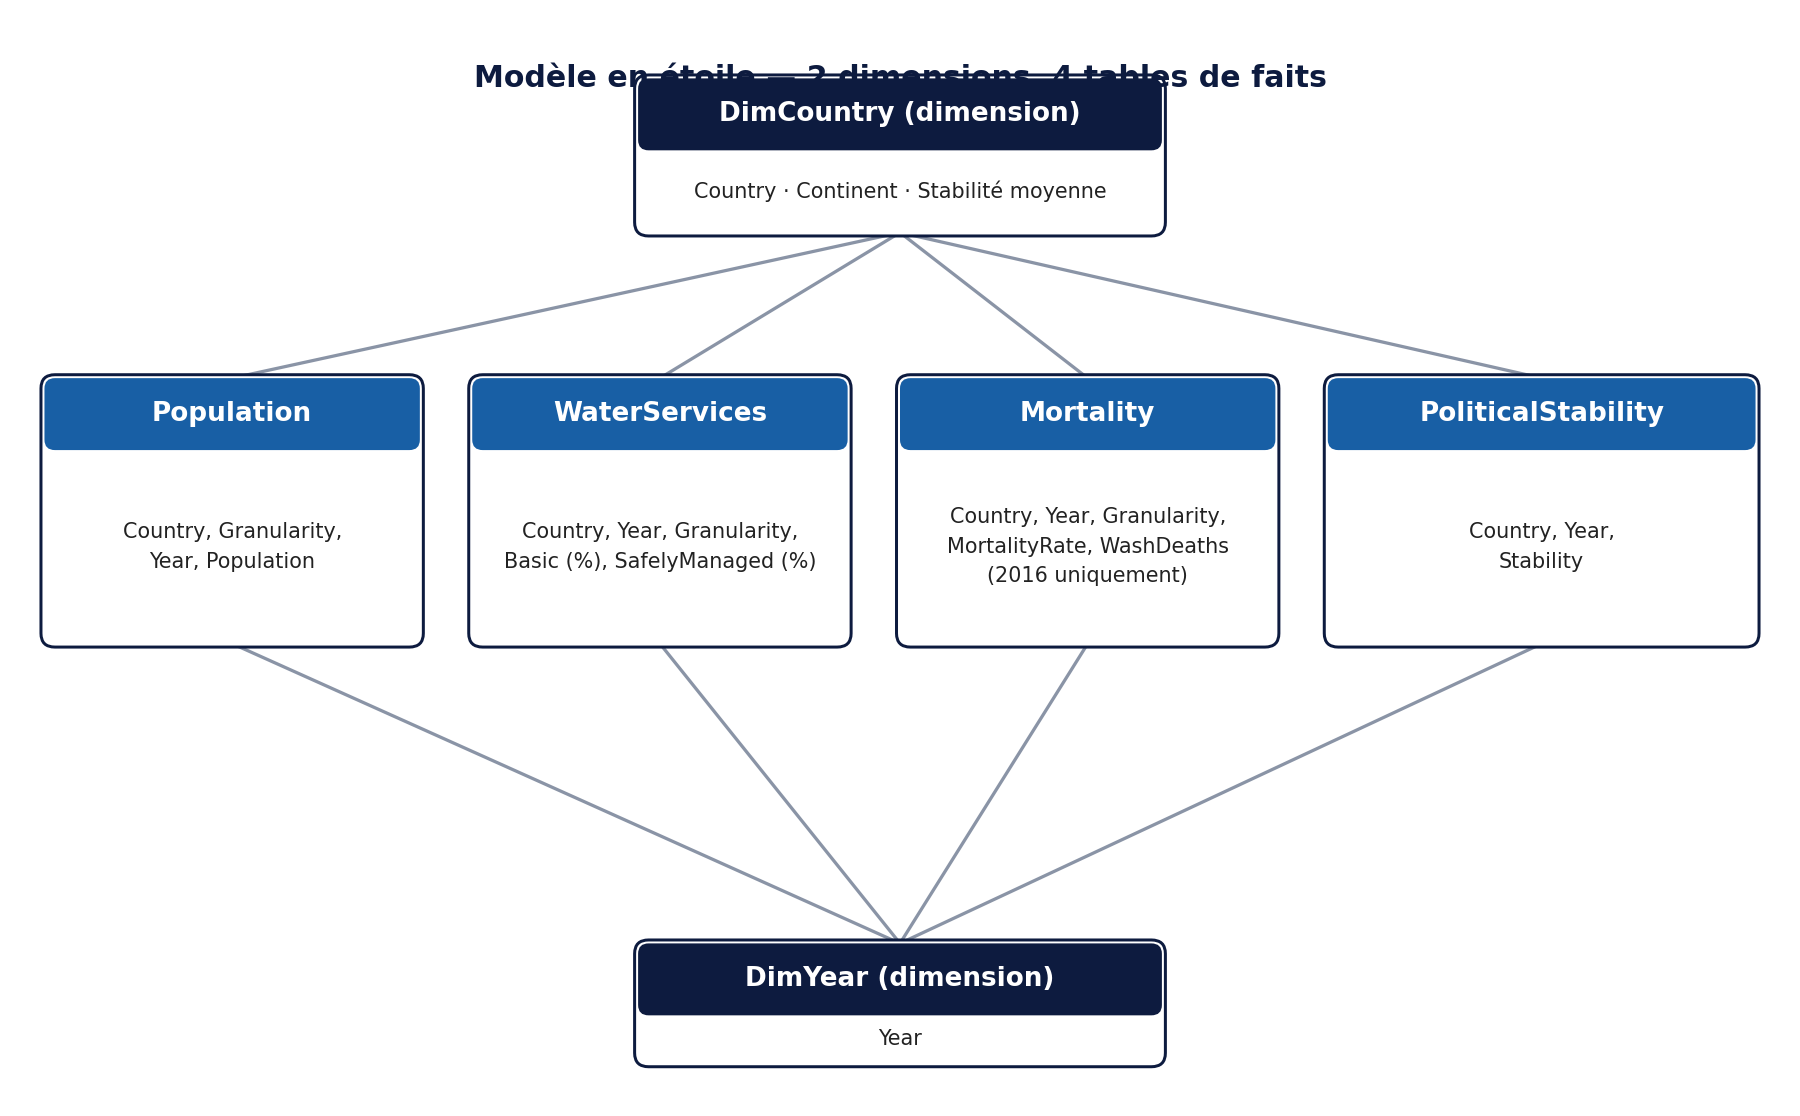 Modèle en étoile — 2 dimensions, 4 tables de faits
DimCountry (dimension)
Country · Continent · Stabilité moyenne
Population
WaterServices
Mortality
PoliticalStability
Country, Granularity,
Year, Population
Country, Year, Granularity,
Basic (%), SafelyManaged (%)
Country, Year, Granularity,
MortalityRate, WashDeaths
(2016 uniquement)
Country, Year,
Stability
DimYear (dimension)
Year